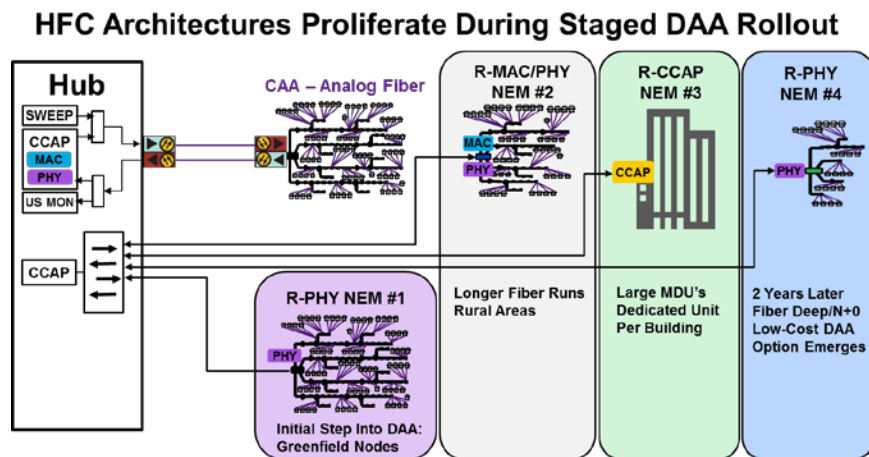 HFC Architectures Proliferate During Staged DAA Rollout
Hub
SWEEP
CCAP
MAC
PHY
US MON
CCAP
CAA – Analog Fiber
R-PHY NEM #1
PHY
Initial Step Into DAA:
Greenfield Nodes
R-MAC/PHY
NEM #2
MAC
PHY
Longer Fiber Runs
Rural Areas
R-CCAP
NEM #3
CCAP
Large MDU's
Dedicated Unit
Per Building
R-PHY
NEM #4
PHY
2 Years Later
Fiber Deep/N+0
Low-Cost DAA
Option Emerges